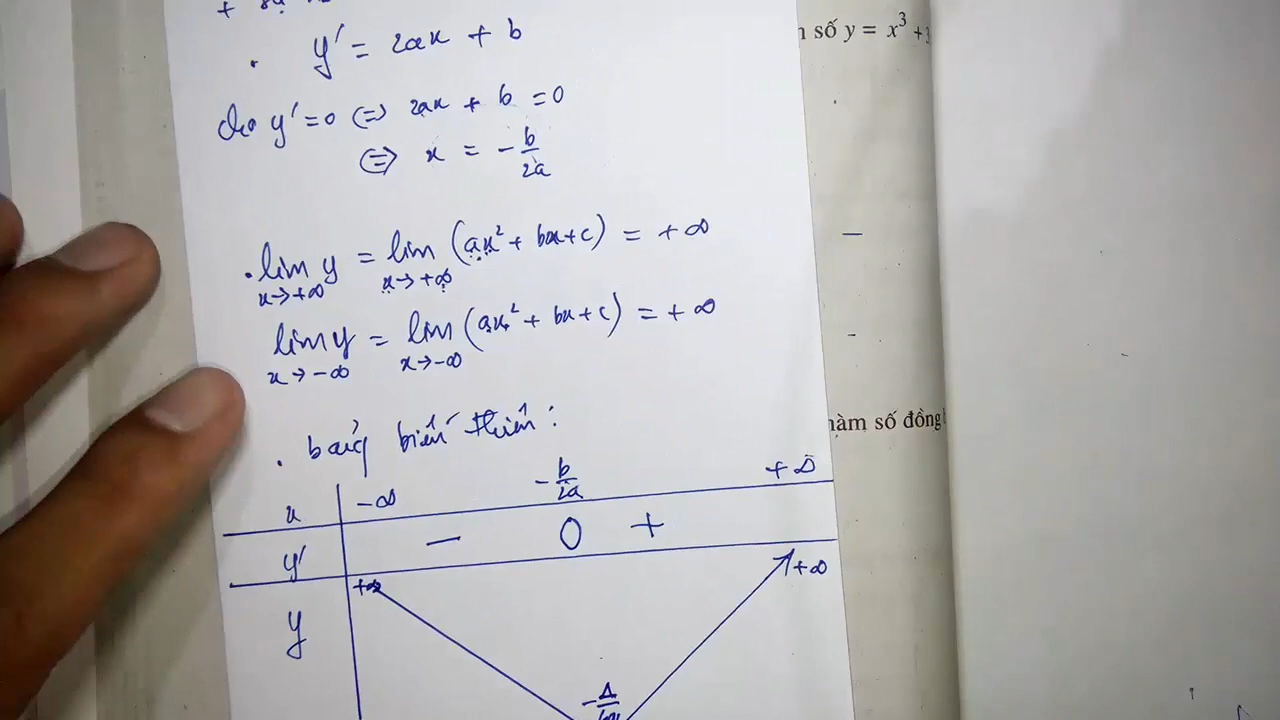 y' = 2ax + b
cho y' = 0 ⇔ 2ax + b = 0
⇔ x = -b/2a
. lim y = lim (ax² + bx + c) = +∞
x→+∞ x→+∞
lim y = lim (ax² + bx + c) = +∞
x→-∞ x→-∞
. bảng biến thiên :
x -∞ -b/2a +∞
y' - 0 +
y +∞ +∞
số y = x³ +
hàm số đồng